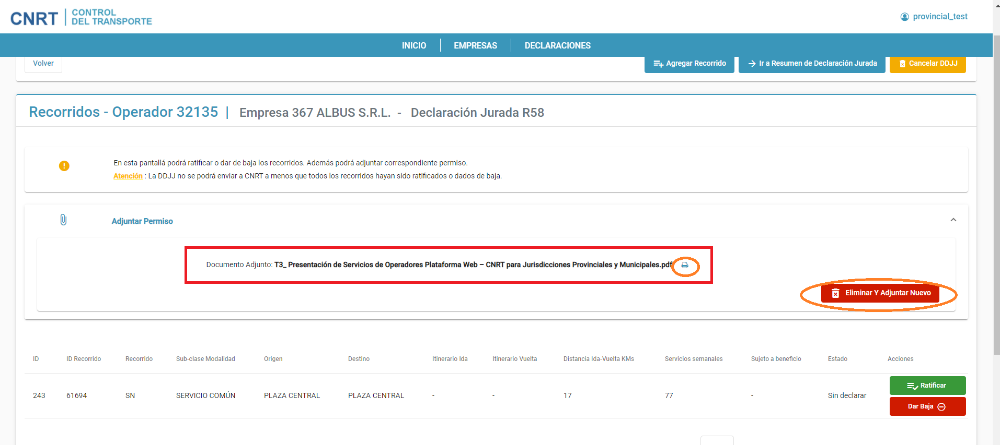 CNRT CONTROL
DEL TRANSPORTE
provincial_test
INICIO EMPRESAS DECLARACIONES
Volver Agregar Recorrido Ir a Resumen de Declaración Jurada Cancelar DDJJ
Recorridos - Operador 32135 | Empresa 367 ALBUS S.R.L. - Declaración Jurada R58
En esta pantallá podrá ratificar o dar de baja los recorridos. Además podrá adjuntar correspondiente permiso.
Atención : La DDJJ no se podrá enviar a CNRT a menos que todos los recorridos hayan sido ratificados o dados de baja.
Adjuntar Permiso
Documento Adjunto: T3_ Presentación de Servicios de Operadores Plataforma Web – CNRT para Jurisdicciones Provinciales y Municipales.pdf
Eliminar Y Adjuntar Nuevo
ID ID Recorrido Recorrido Sub-clase Modalidad Origen Destino Itinerario Ida Itinerario Vuelta Distancia Ida-Vuelta KMs Servicios semanales Sujeto a beneficio Estado Acciones
243 61694 SN SERVICIO COMÚN PLAZA CENTRAL PLAZA CENTRAL - - 17 77 - Sin declarar Ratificar
Dar Baja